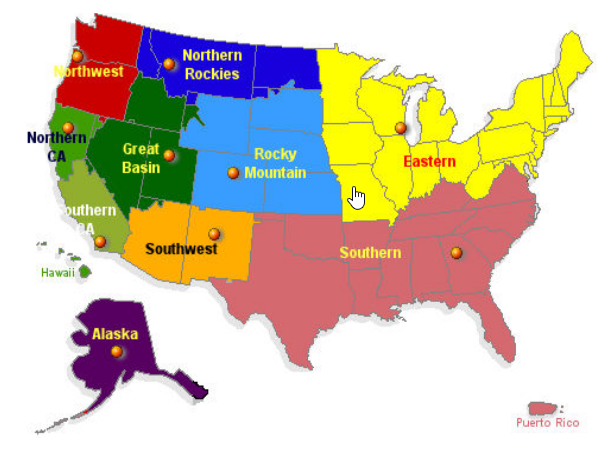 Northern
Rockies
Northwest
Northern
CA
Great
Basin
Rocky
Mountain
Eastern
outhern
CA
Southwest
Southern
Hawaii
Alaska
Puerto Rico